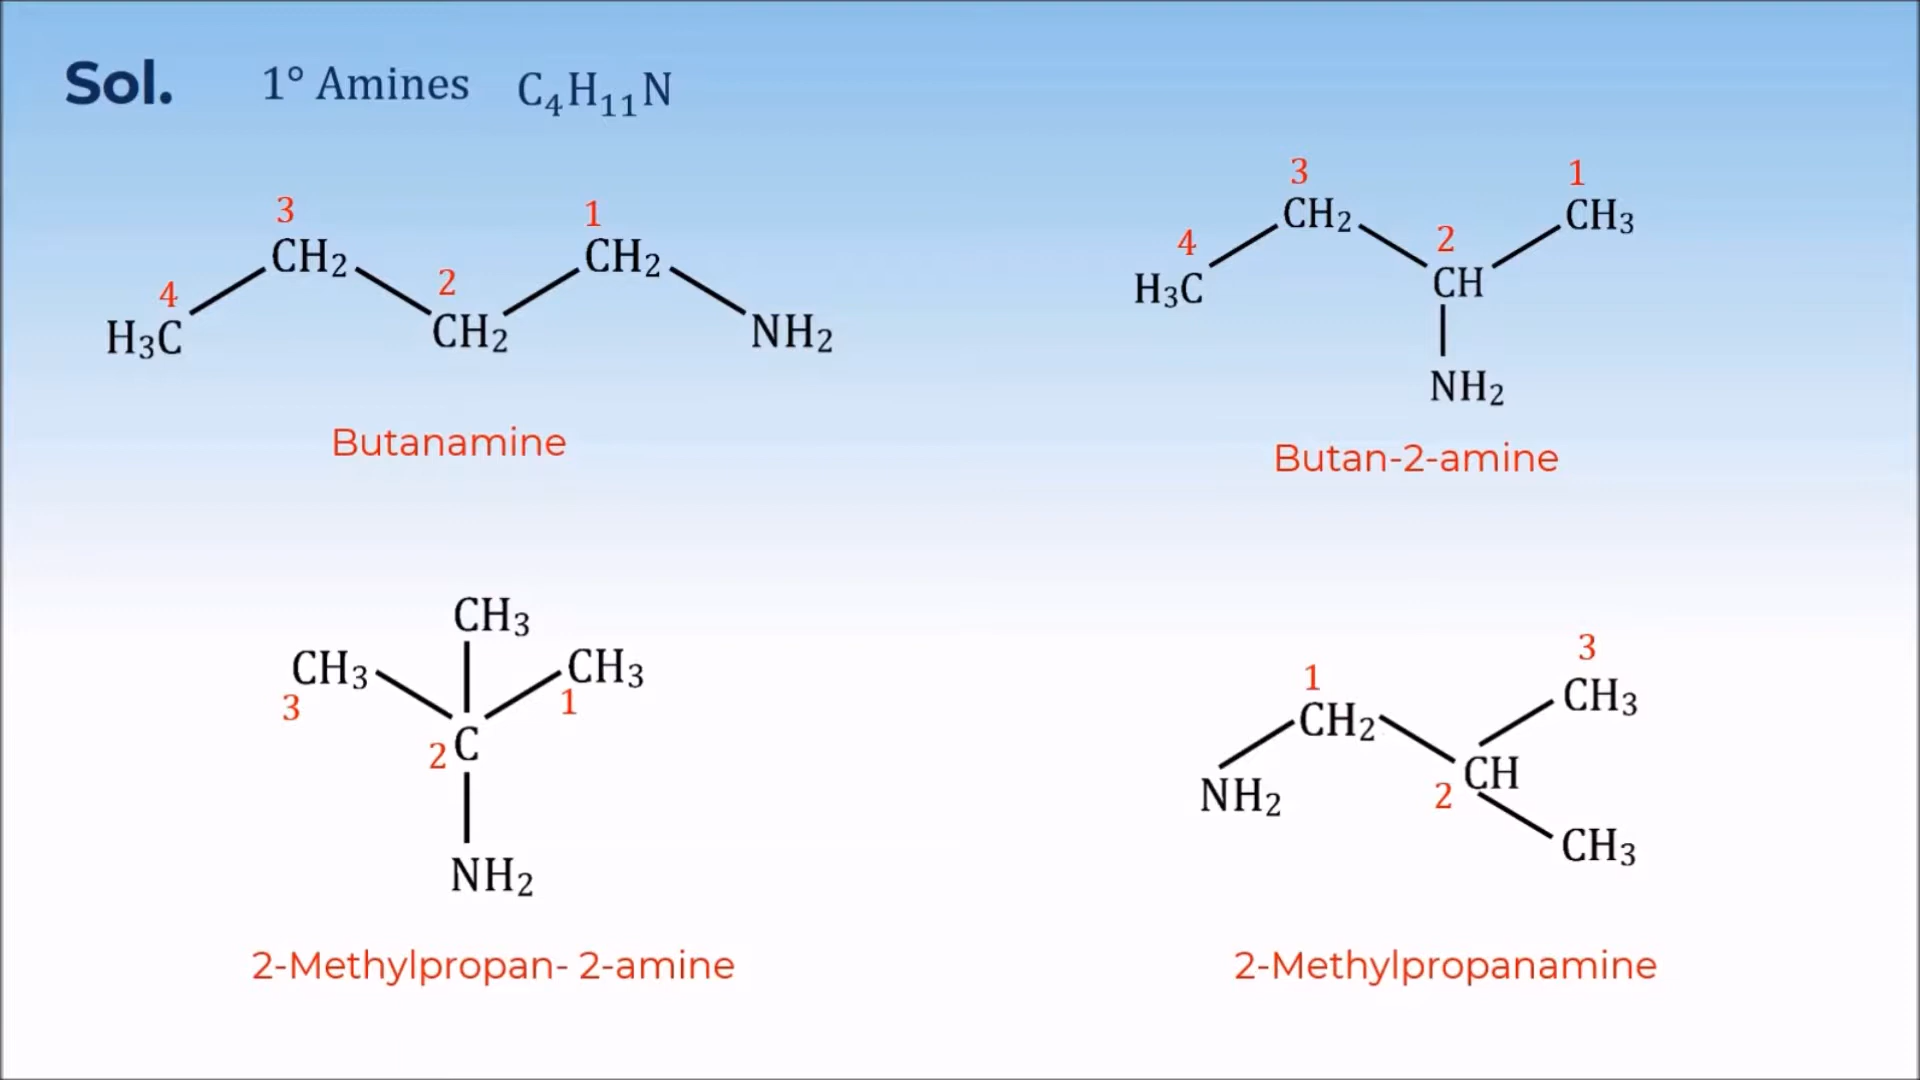 Sol. 1° Amines C₄H₁₁N
3
CH₂
1
CH₂
4
H₃C
2
CH₂
NH₂
Butanamine
3
CH₂
1
CH₃
4
H₃C
2
CH
NH₂
Butan-2-amine
CH₃
CH₃
3
CH₃
1
2 C
NH₂
2-Methylpropan- 2-amine
3
CH₃
1
CH₂
NH₂
2 CH
CH₃
2-Methylpropanamine